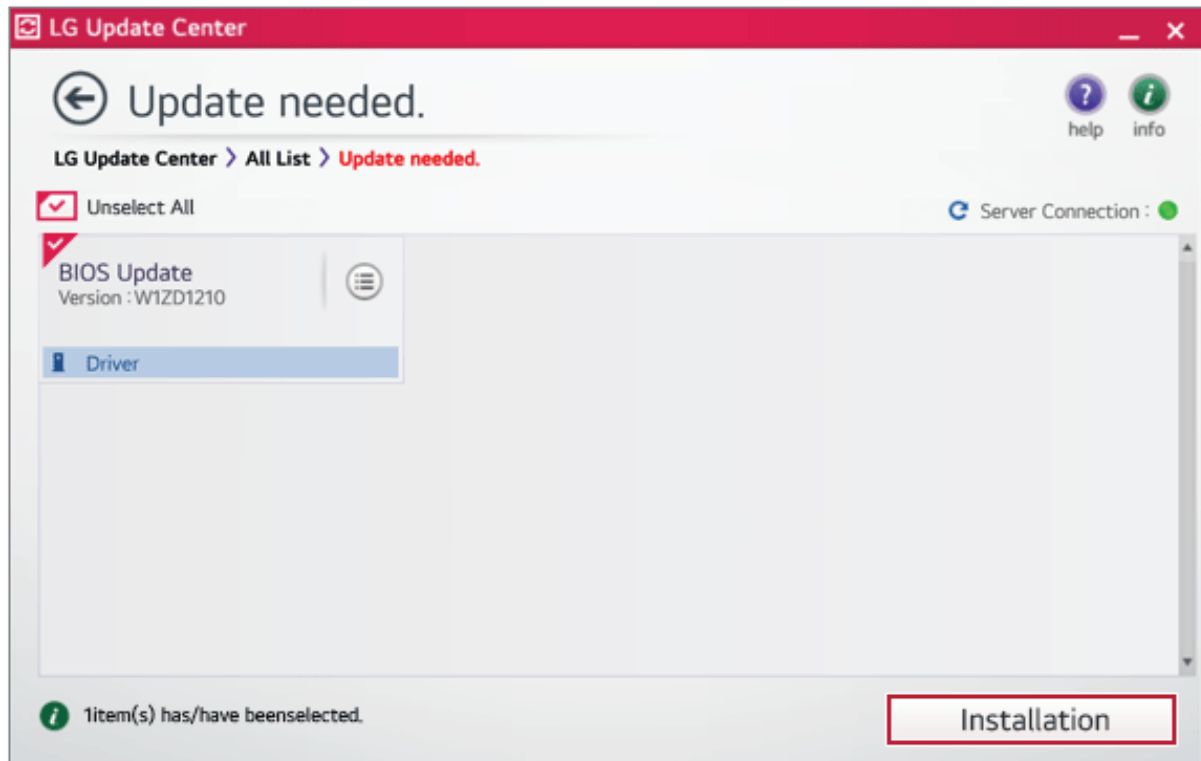 LG Update Center
Update needed.
help
info
LG Update Center > All List > Update needed.
Unselect All
Server Connection :
BIOS Update
Version : W1ZD1210
Driver
1item(s) has/have beenselected.
Installation